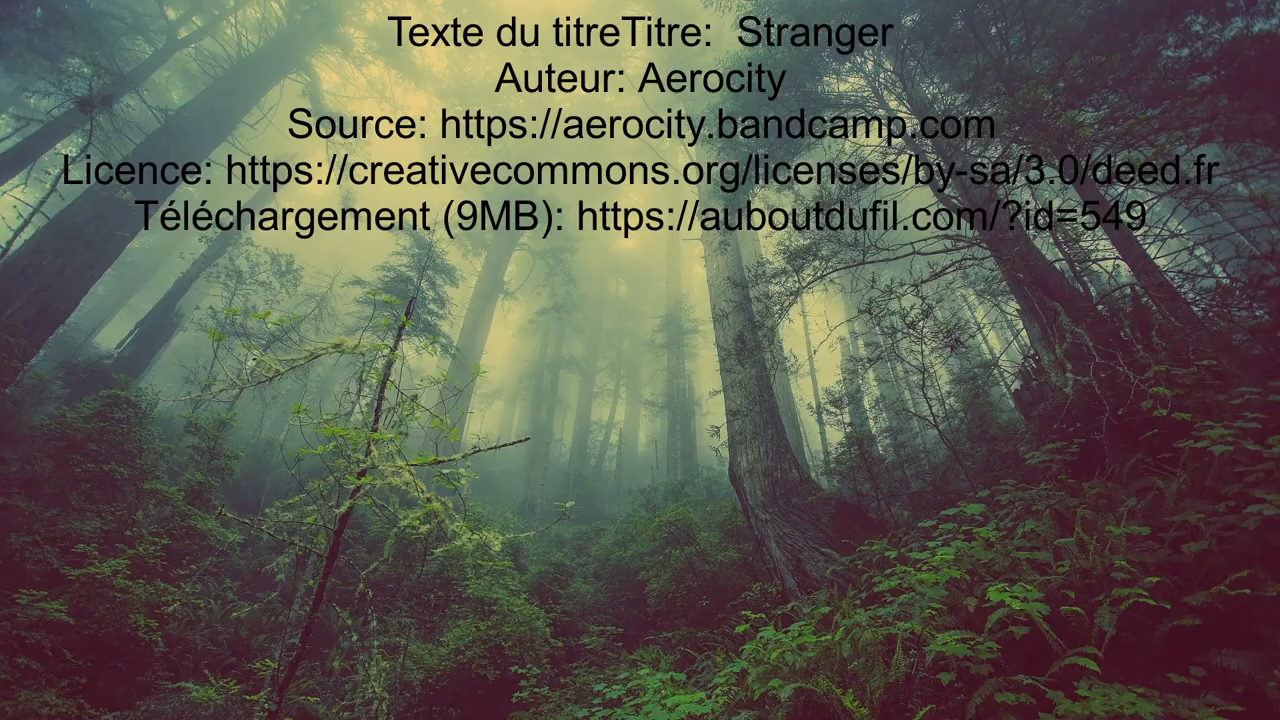 Texte du titreTitre:  Stranger
Auteur: Aerocity
Source: https://aerocity.bandcamp.com
Licence: https://creativecommons.org/licenses/by-sa/3.0/deed.fr
Téléchargement (9MB): https://auboutdufil.com/?id=549